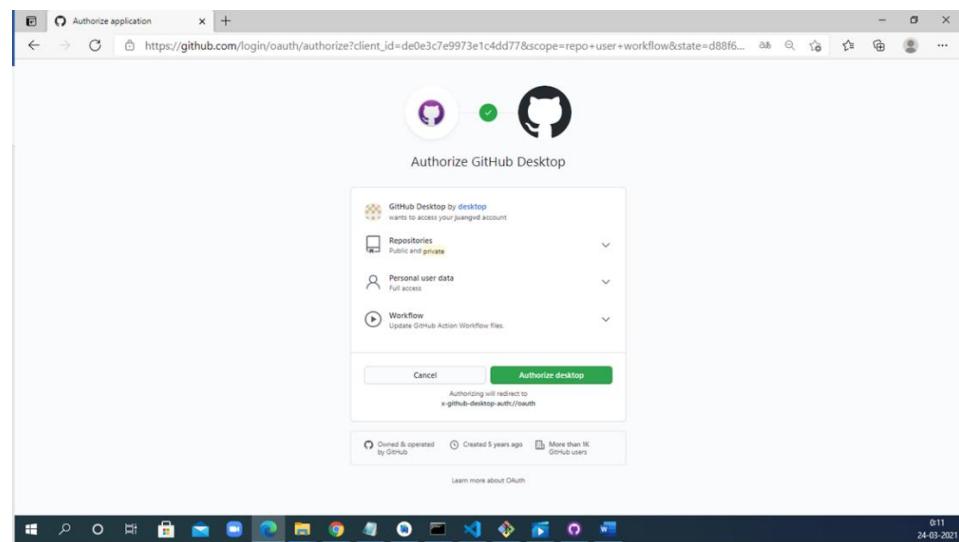 Authorize application
https://github.com/login/oauth/authorize?client_id=de0e3c7e9973e1c4dd77&scope=repo+user+workflow&state=d88f6...
Authorize GitHub Desktop
GitHub Desktop by desktop
wants to access your juangvd account
Repositories
Public and private
Personal user data
Full access
Workflow
Update GitHub Action Workflow files.
Cancel
Authorize desktop
Authorizing will redirect to
x-github-desktop-auth://oauth
Owned & operated
by GitHub
Created 5 years ago
More than 1K
GitHub users
Learn more about OAuth
0:11
24-03-2021